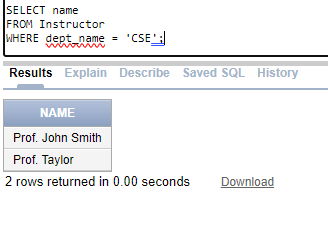 SELECT name
FROM Instructor
WHERE dept_name = 'CSE';
Results Explain Describe Saved SQL History
NAME
Prof. John Smith
Prof. Taylor
2 rows returned in 0.00 seconds Download